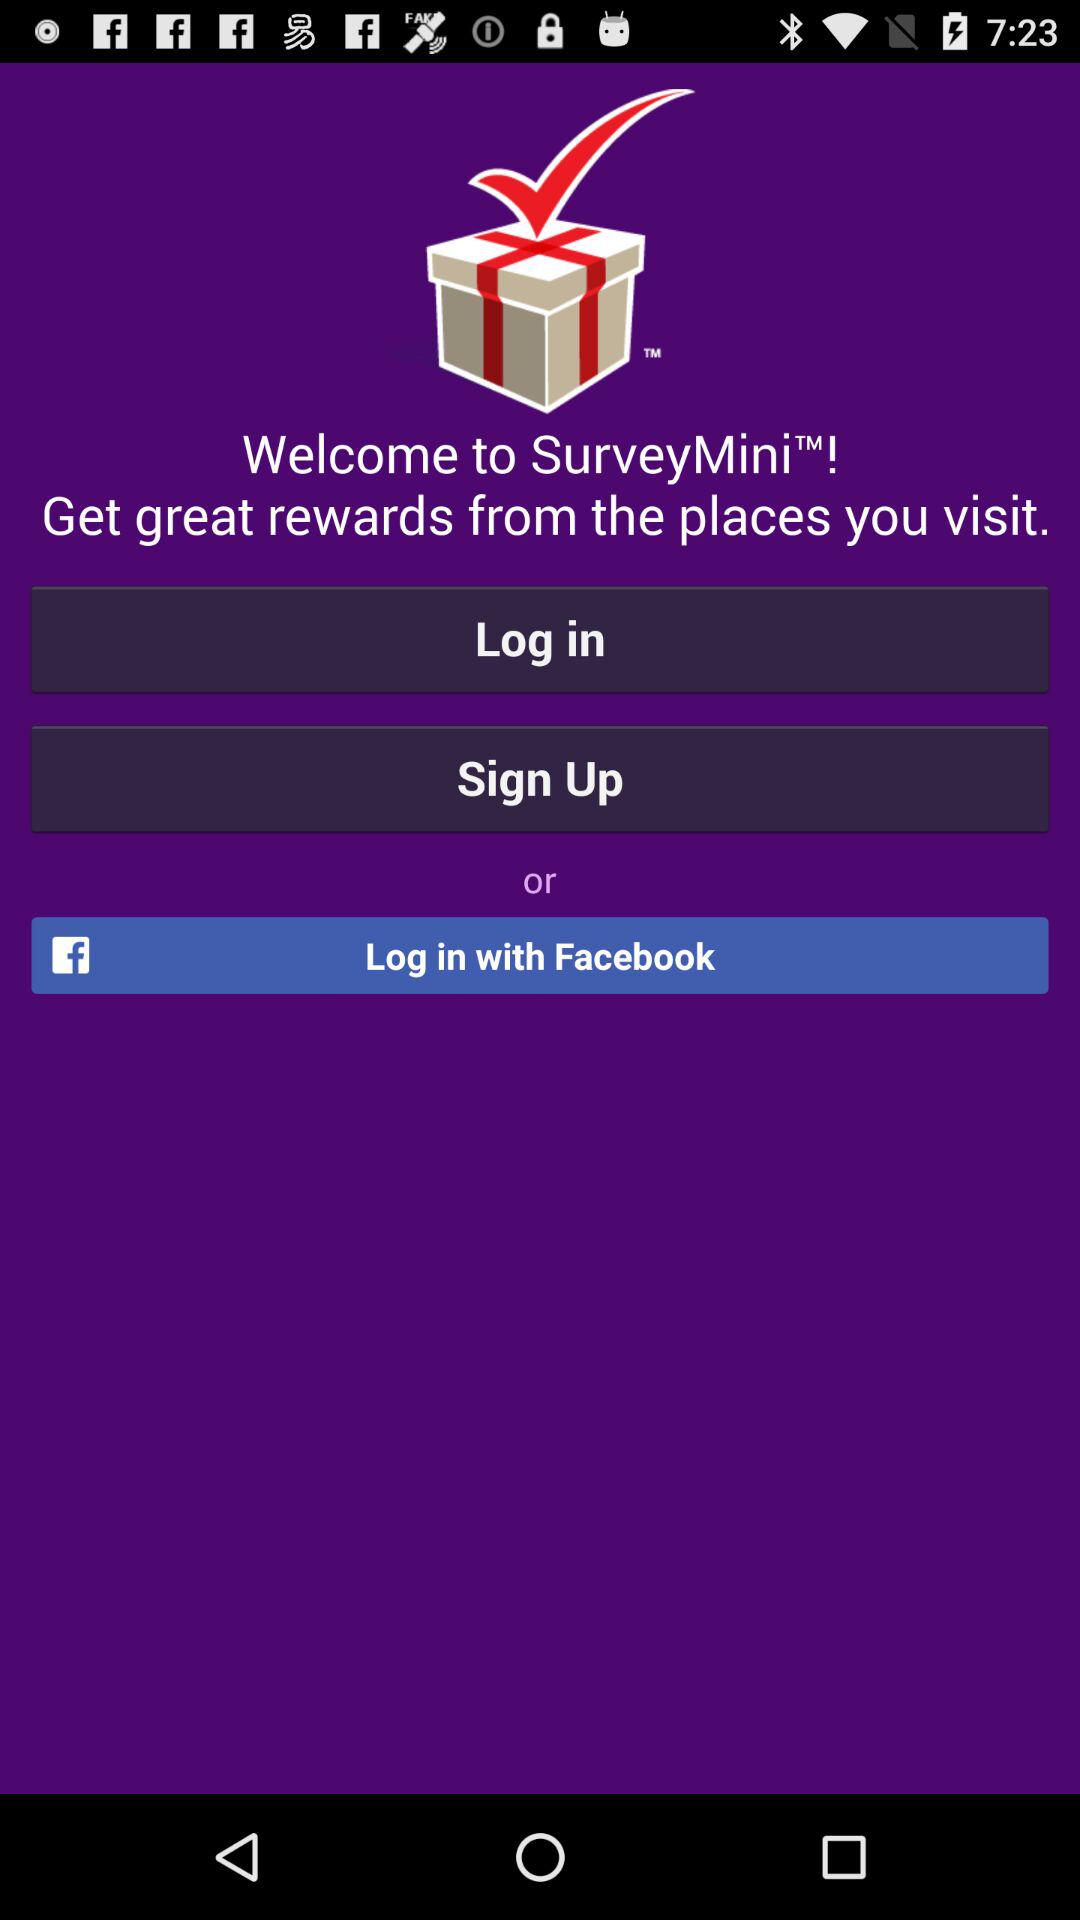 FAKE 7:23
TM
Welcome to SurveyMini™!
Get great rewards from the places you visit.
Log in
Sign Up
or
Log in with Facebook